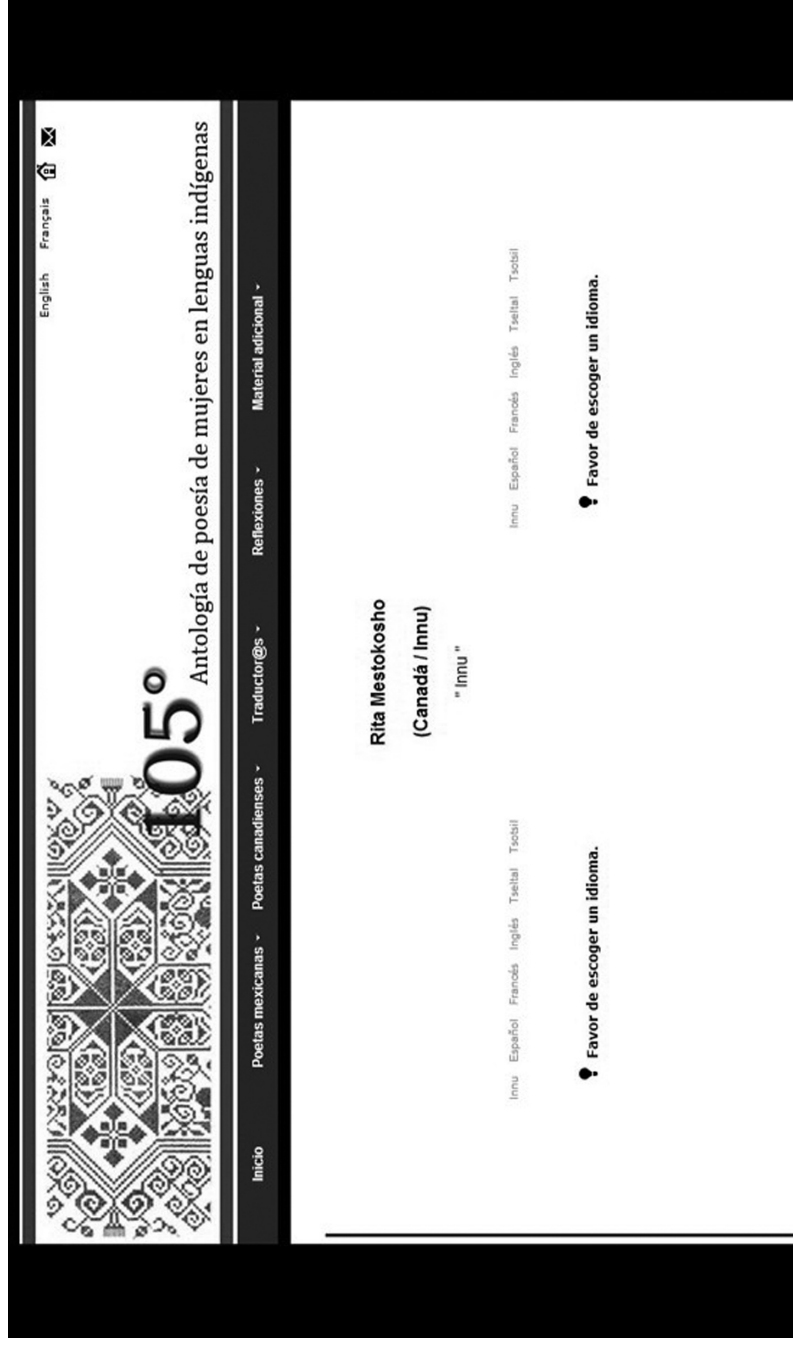 English Français
105°
Antología de poesía de mujeres en lenguas indígenas
Inicio Poetas mexicanas Poetas canadienses Traductor@s Reflexiones Material adicional
Rita Mestokosho
(Canadá / Innu)
" Innu "
Innu Español Francés Inglés Tseltal Tsotsil
Favor de escoger un idioma.
Innu Español Francés Inglés Tseltal Tsotsil
Favor de escoger un idioma.